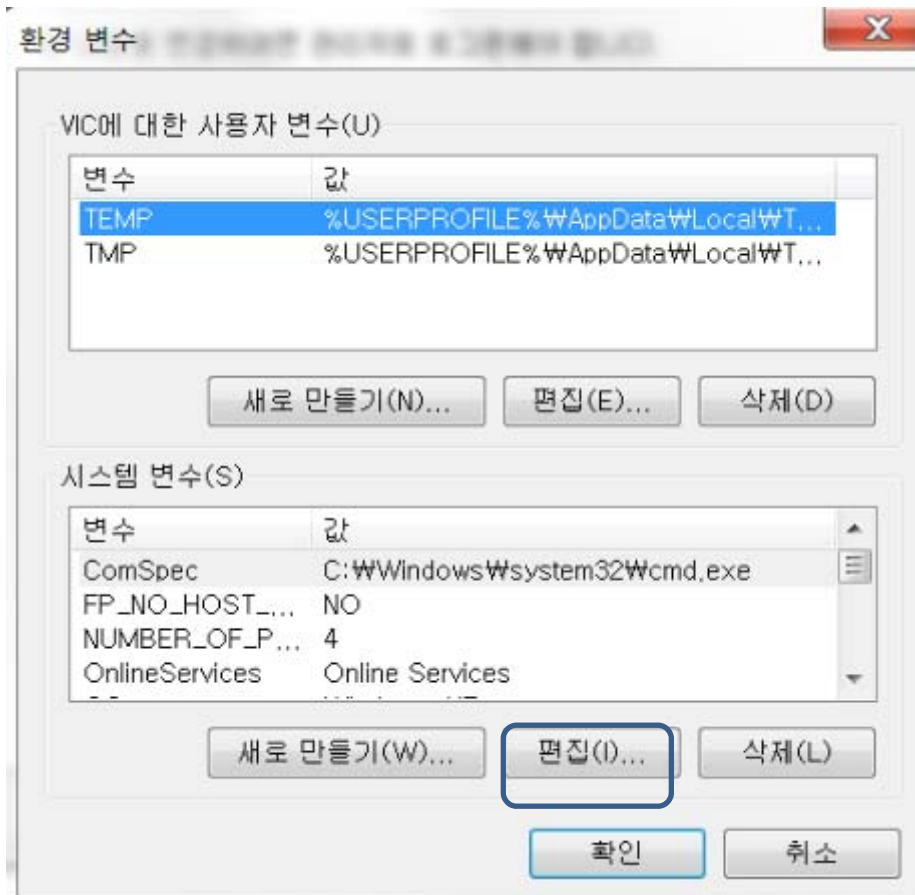 환경 변수
VIC에 대한 사용자 변수(U)
변수 값
TEMP %USERPROFILE%₩AppData₩Local₩T...
TMP %USERPROFILE%₩AppData₩Local₩T...
새로 만들기(N)... 편집(E)... 삭제(D)
시스템 변수(S)
변수 값
ComSpec C:₩Windows₩system32₩cmd.exe
FP_NO_HOST_... NO
NUMBER_OF_P... 4
OnlineServices Online Services
새로 만들기(W)... 편집(I)... 삭제(L)
확인 취소